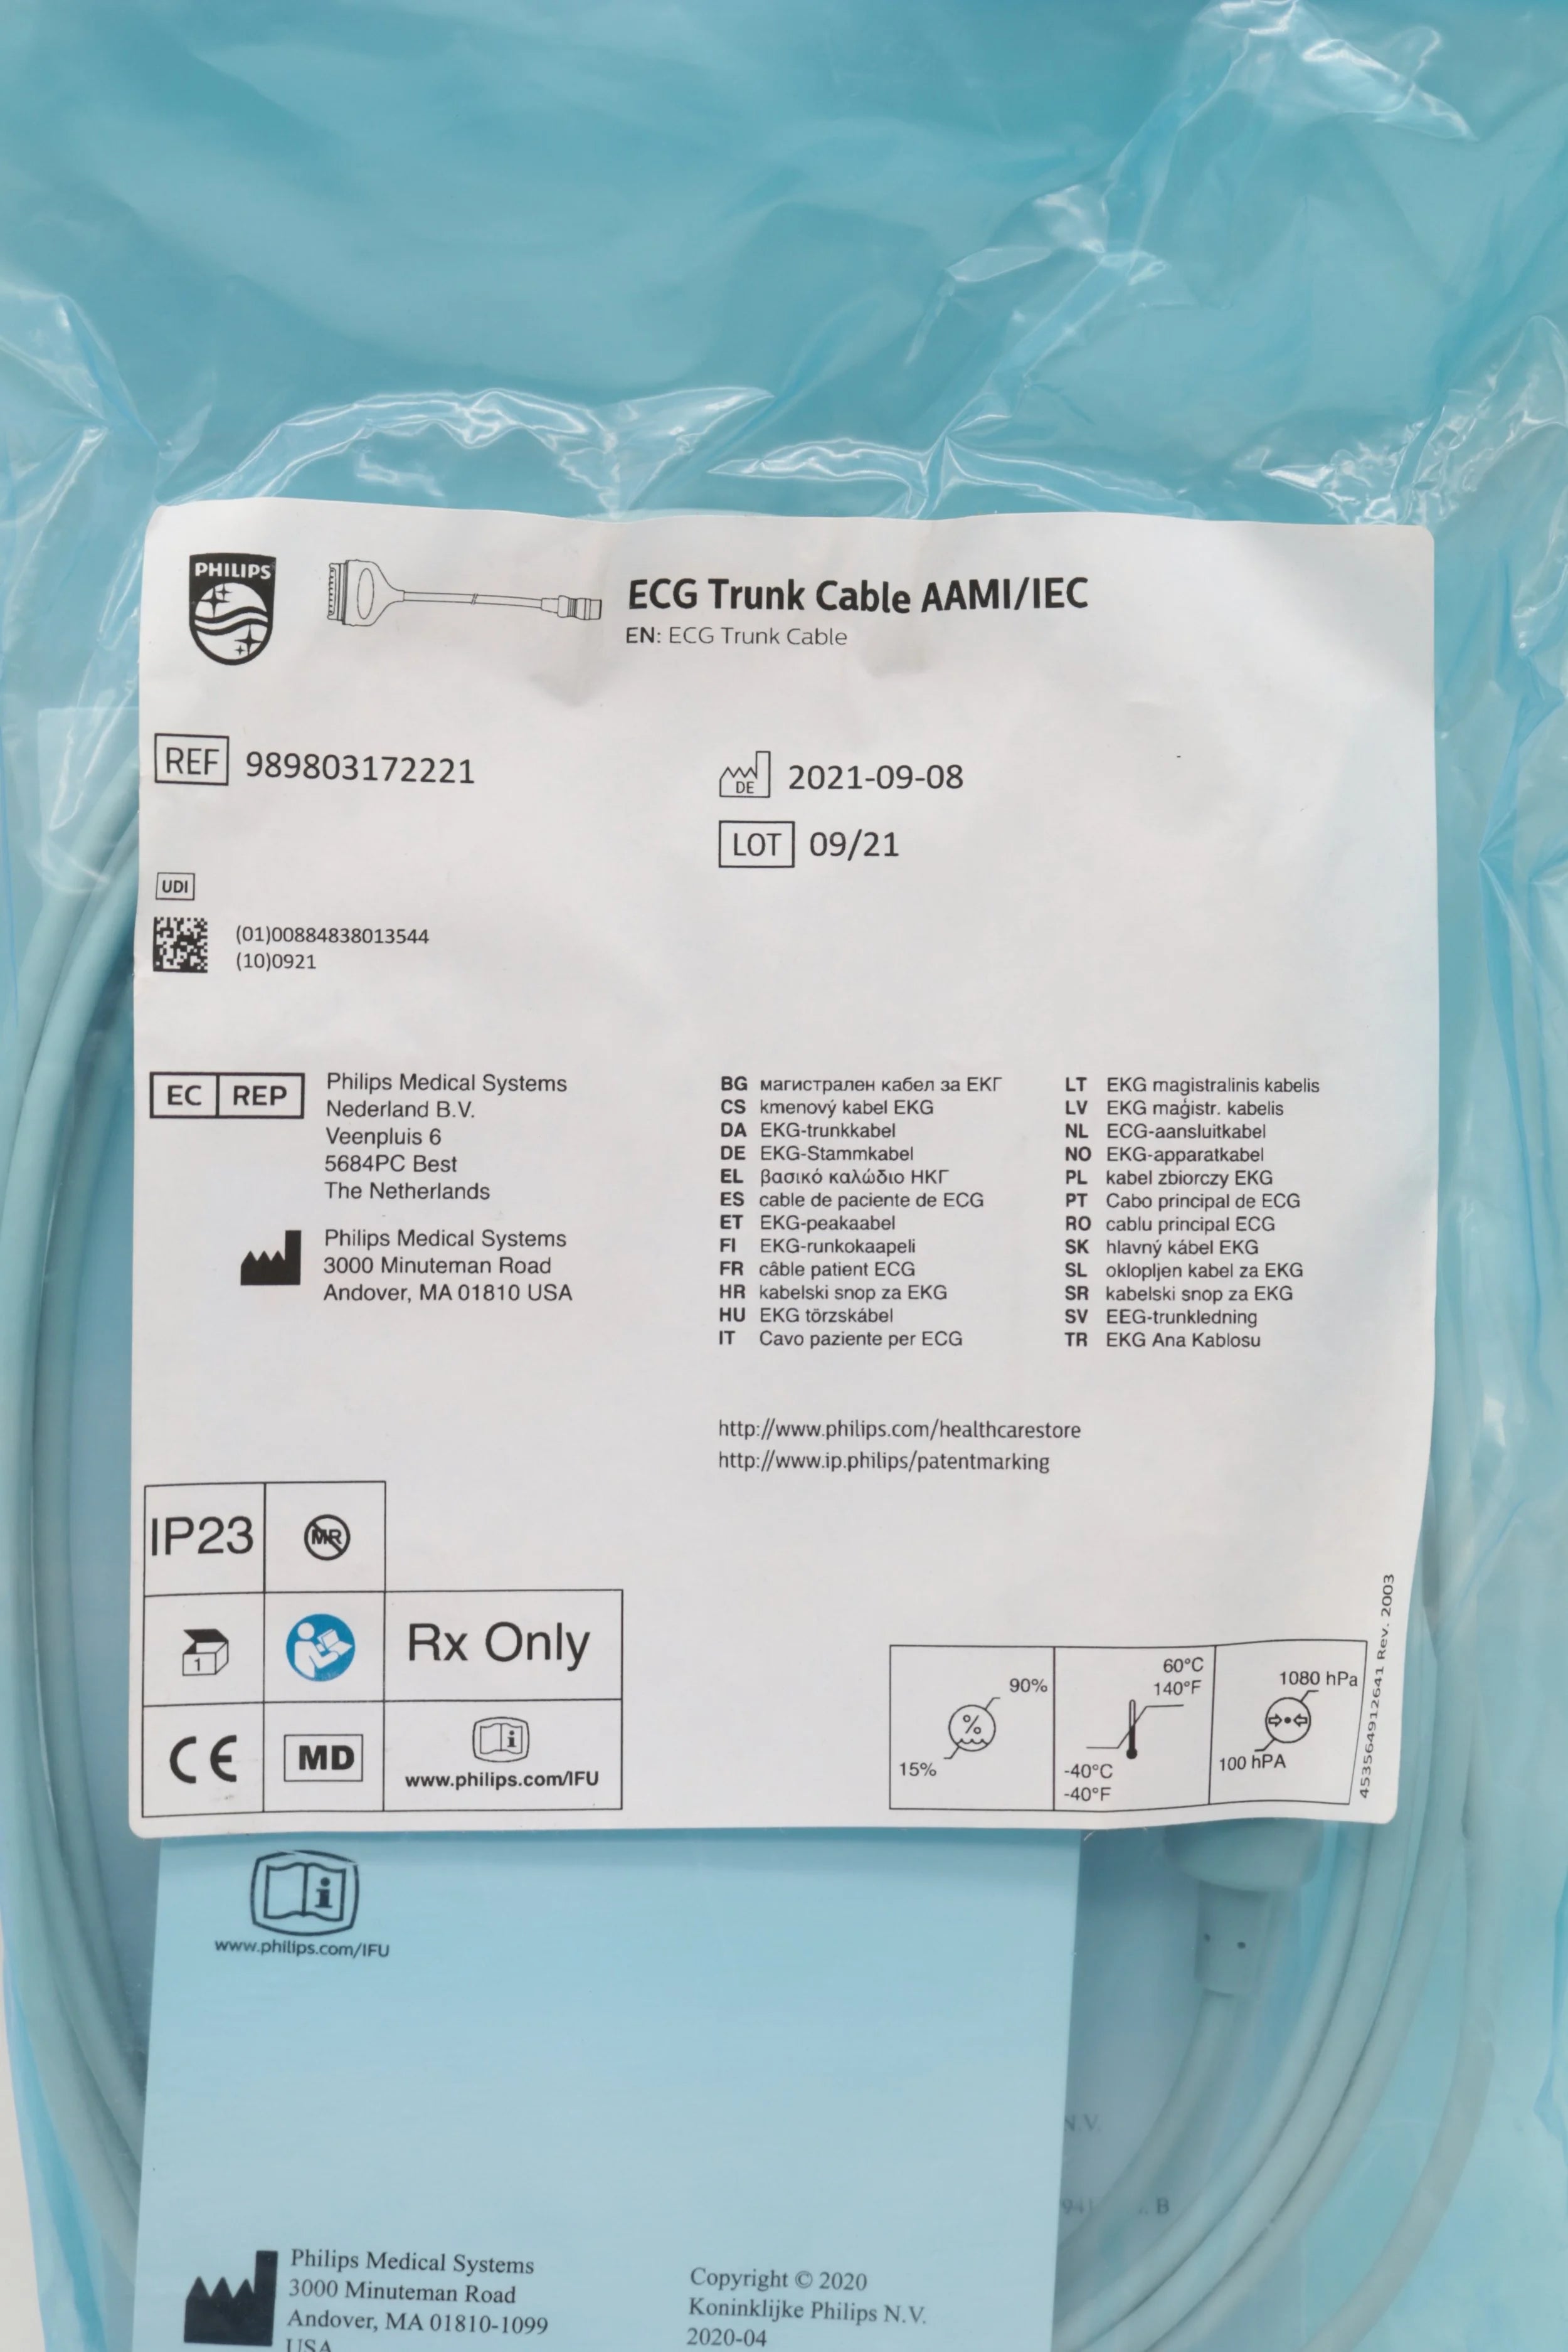 PHILIPS
ECG Trunk Cable AAMI/IEC
EN: ECG Trunk Cable
REF 989803172221
DE 2021-09-08
LOT 09/21
UDI
(01)00884838013544
(10)0921
EC REP
Philips Medical Systems
Nederland B.V.
Veenpluis 6
5684PC Best
The Netherlands
Philips Medical Systems
3000 Minuteman Road
Andover, MA 01810 USA
BG магистрален кабел за ЕКГ
CS kmenový kabel EKG
DA EKG-trunkkabel
DE EKG-Stammkabel
EL βασικό καλώδιο ΗΚΓ
ES cable de paciente de ECG
ET EKG-peakaabel
FI EKG-runkokaapeli
FR câble patient ECG
HR kabelski snop za EKG
HU EKG törzskábel
IT Cavo paziente per ECG
LT EKG magistralinis kabelis
LV EKG maģistr. kabelis
NL ECG-aansluitkabel
NO EKG-apparatkabel
PL kabel zbiorczy EKG
PT Cabo principal de ECG
RO cablu principal ECG
SK hlavný kábel EKG
SL oklopljen kabel za EKG
SR kabelski snop za EKG
SV EEG-trunkledning
TR EKG Ana Kablosu
http://www.philips.com/healthcarestore
http://www.ip.philips/patentmarking
IP23
MR
1
Rx Only
CE
MD
www.philips.com/IFU
90%
%
15%
60°C
140°F
-40°C
-40°F
1080 hPa
100 hPA
453564912641 Rev. 2003
www.philips.com/IFU
N.V.
B
Philips Medical Systems
3000 Minuteman Road
Andover, MA 01810-1099
USA
Copyright © 2020
Koninklijke Philips N.V.
2020-04